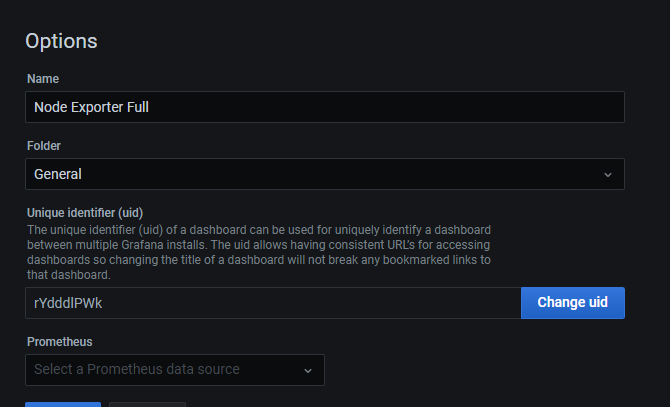 Options
Name
Node Exporter Full
Folder
General
Unique identifier (uid)
The unique identifier (uid) of a dashboard can be used for uniquely identify a dashboard
between multiple Grafana installs. The uid allows having consistent URL's for accessing
dashboards so changing the title of a dashboard will not break any bookmarked links to
that dashboard.
rYdddlPWk
Change uid
Prometheus
Select a Prometheus data source